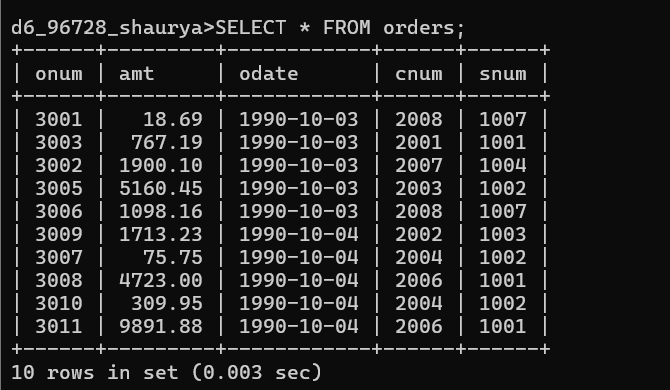 d6_96728_shaurya>SELECT * FROM orders;
+------+---------+------------+------+------+
| onum | amt     | odate      | cnum | snum |
+------+---------+------------+------+------+
| 3001 |   18.69 | 1990-10-03 | 2008 | 1007 |
| 3003 |  767.19 | 1990-10-03 | 2001 | 1001 |
| 3002 | 1900.10 | 1990-10-03 | 2007 | 1004 |
| 3005 | 5160.45 | 1990-10-03 | 2003 | 1002 |
| 3006 | 1098.16 | 1990-10-03 | 2008 | 1007 |
| 3009 | 1713.23 | 1990-10-04 | 2002 | 1003 |
| 3007 |   75.75 | 1990-10-04 | 2004 | 1002 |
| 3008 | 4723.00 | 1990-10-04 | 2006 | 1001 |
| 3010 |  309.95 | 1990-10-04 | 2004 | 1002 |
| 3011 | 9891.88 | 1990-10-04 | 2006 | 1001 |
+------+---------+------------+------+------+
10 rows in set (0.003 sec)